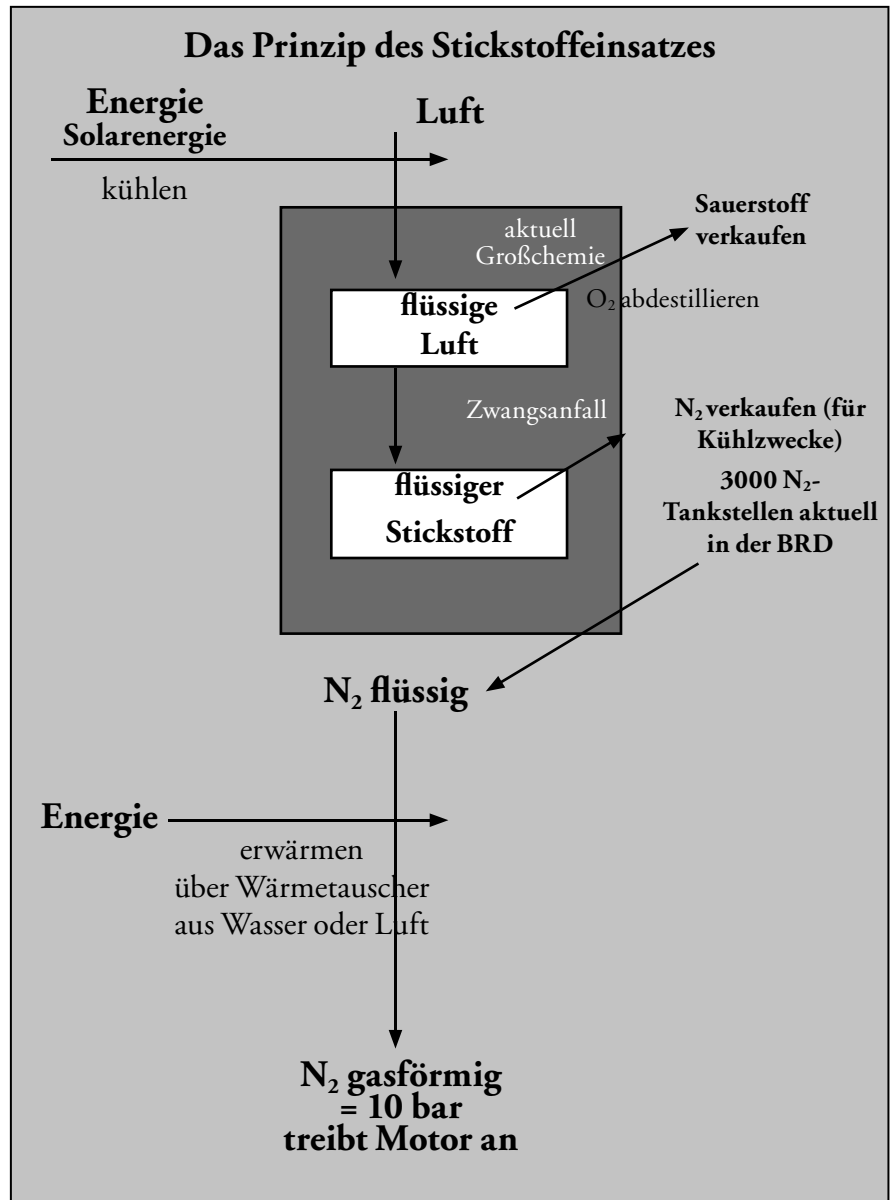 Das Prinzip des Stickstoffeinsatzes
Energie
Solarenergie
kühlen
Luft
aktuell
Großchemie
Sauerstoff
verkaufen
flüssige
Luft
O₂ abdestillieren
Zwangsanfall
N₂ verkaufen (für
Kühlzwecke)
3000 N₂-
Tankstellen aktuell
in der BRD
flüssiger
Stickstoff
N₂ flüssig
Energie
erwärmen
über Wärmetauscher
aus Wasser oder Luft
N₂ gasförmig
= 10 bar
treibt Motor an